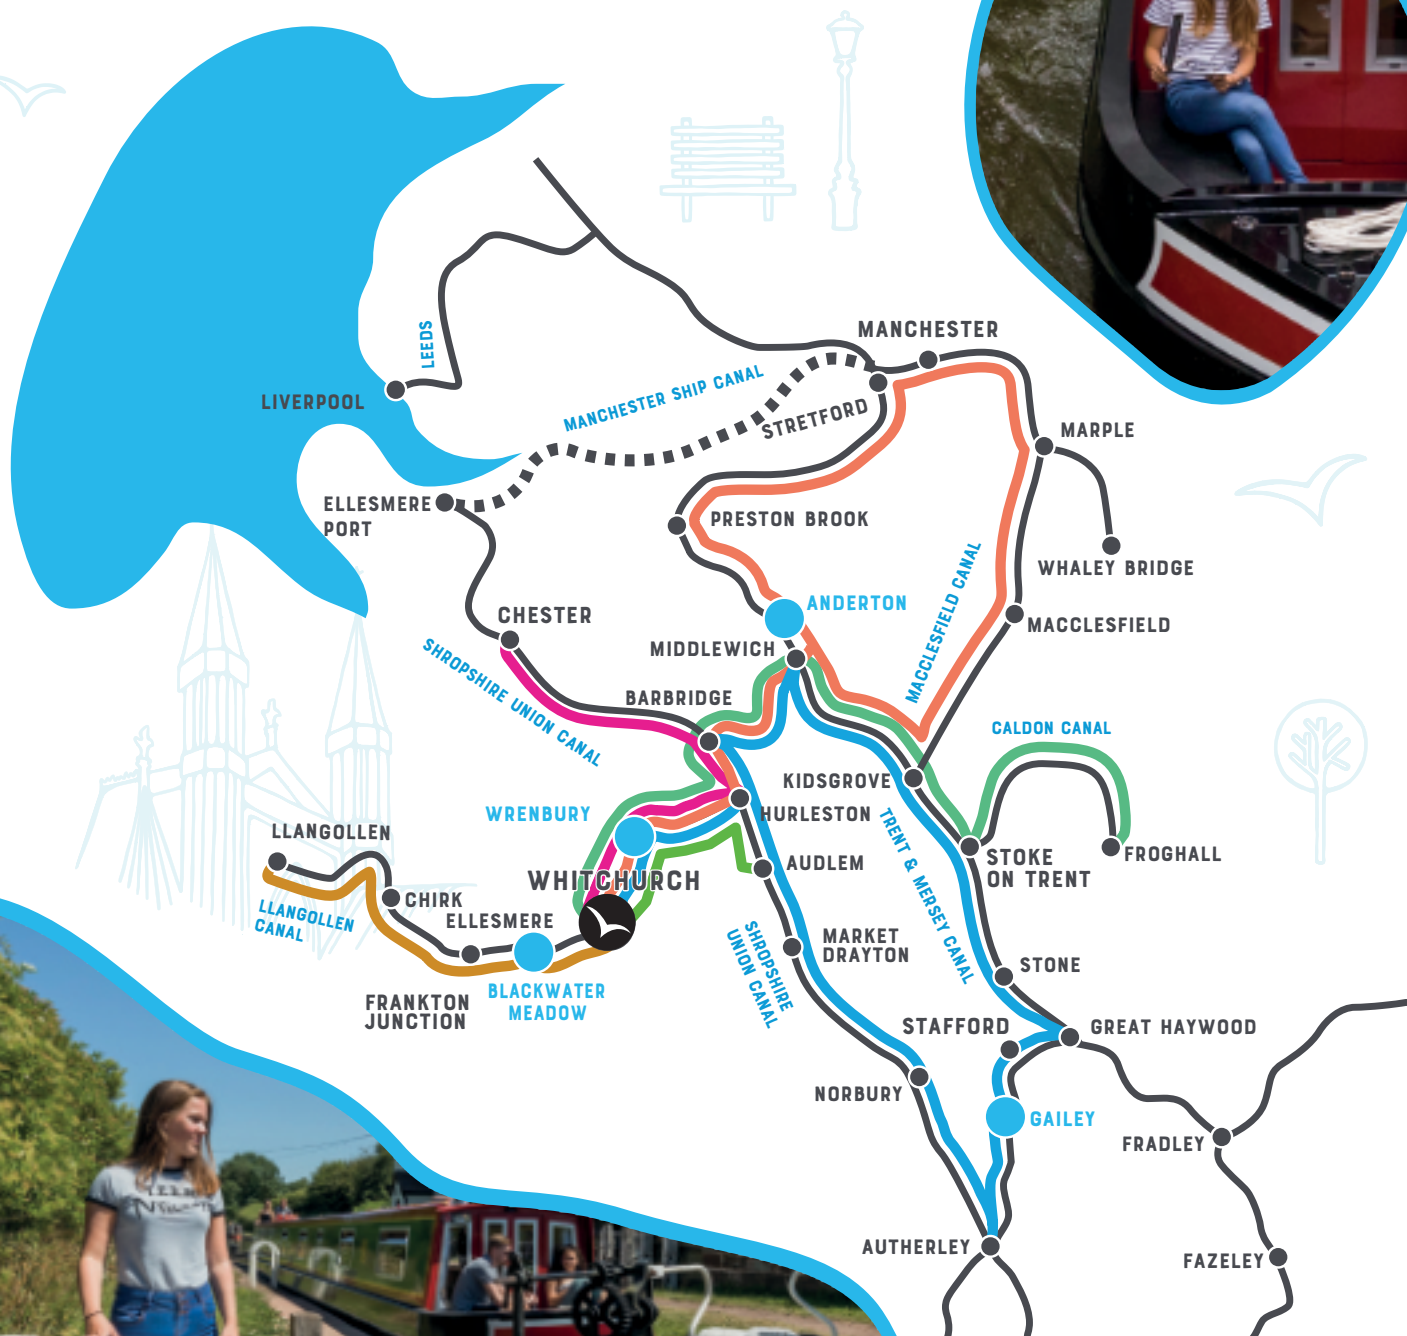 MANCHESTER
LEEDS
MANCHESTER SHIP CANAL
LIVERPOOL
STRETFORD
MARPLE
ELLESMERE
PORT
PRESTON BROOK
WHALEY BRIDGE
MACCLESFIELD CANAL
ANDERTON
CHESTER
MACCLESFIELD
MIDDLEWICH
SHROPSHIRE UNION CANAL
BARBRIDGE
CALDON CANAL
KIDSGROVE
WRENBURY
HURLESTON
TRENT & MERSEY CANAL
LLANGOLLEN
STOKE
ON TRENT
FROGHALL
AUDLEM
WHITCHURCH
CHIRK
LLANGOLLEN
CANAL
ELLESMERE
SHROPSHIRE
UNION CANAL
MARKET
DRAYTON
STONE
BLACKWATER
MEADOW
FRANKTON
JUNCTION
STAFFORD
GREAT HAYWOOD
NORBURY
GAILEY
FRADLEY
AUTHERLEY
FAZELEY